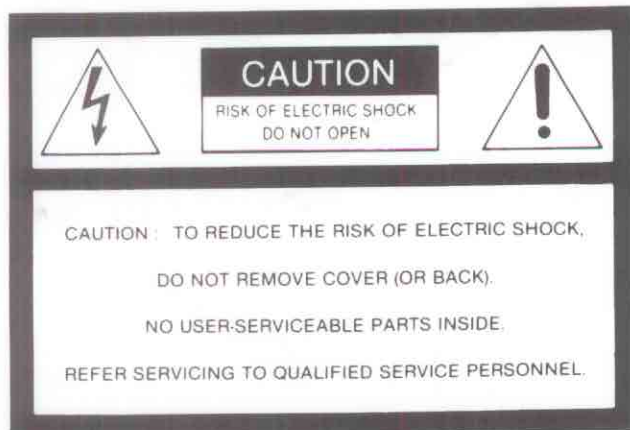 CAUTION
RISK OF ELECTRIC SHOCK
DO NOT OPEN
CAUTION : TO REDUCE THE RISK OF ELECTRIC SHOCK,
DO NOT REMOVE COVER (OR BACK).
NO USER-SERVICEABLE PARTS INSIDE.
REFER SERVICING TO QUALIFIED SERVICE PERSONNEL.